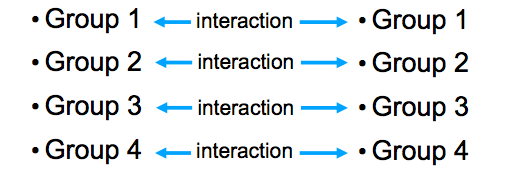 • Group 1 interaction • Group 1
• Group 2 interaction • Group 2
• Group 3 interaction • Group 3
• Group 4 interaction • Group 4